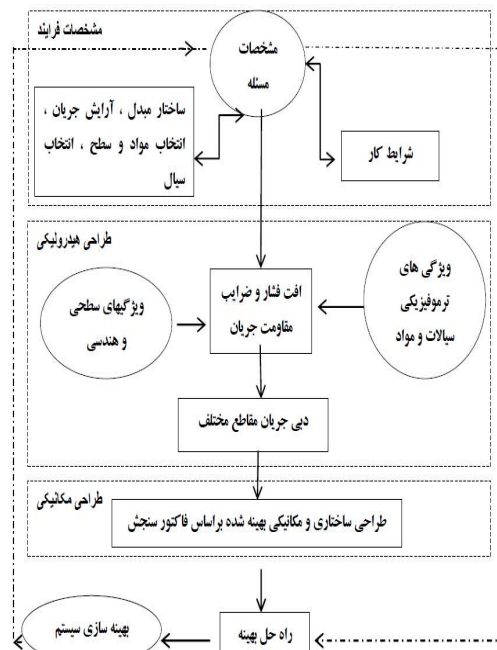 مشخصات فرایند
مشخصات
مسئله
ساختار مبدل ، آرایش جریان ،
انتخاب مواد و سطح ، انتخاب
سیال
شرایط کار
طراحی هیدرولیکی
ویژگی های
ترموفیزیکی
سیالات و مواد
افت فشار و ضرایب
مقاومت جریان
ویژگیهای سطحی
و هندسی
دبی جریان مقاطع مختلف
طراحی مکانیکی
طراحی ساختاری و مکانیکی بهینه شده براساس فاکتور سنجش
راه حل بهینه
بهینه سازی سیستم